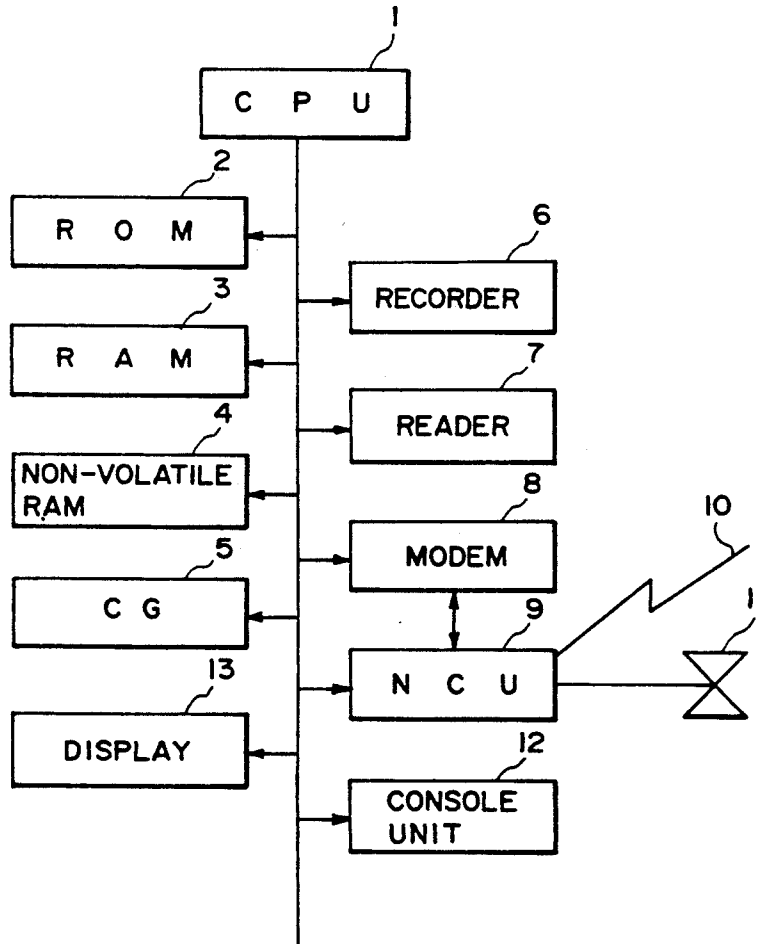 1
C P U
2
R O M
6
RECORDER
3
R A M
7
READER
4
NON-VOLATILE
RAM
8
MODEM
10
5
C G
9
N C U
1
13
DISPLAY
12
CONSOLE
UNIT